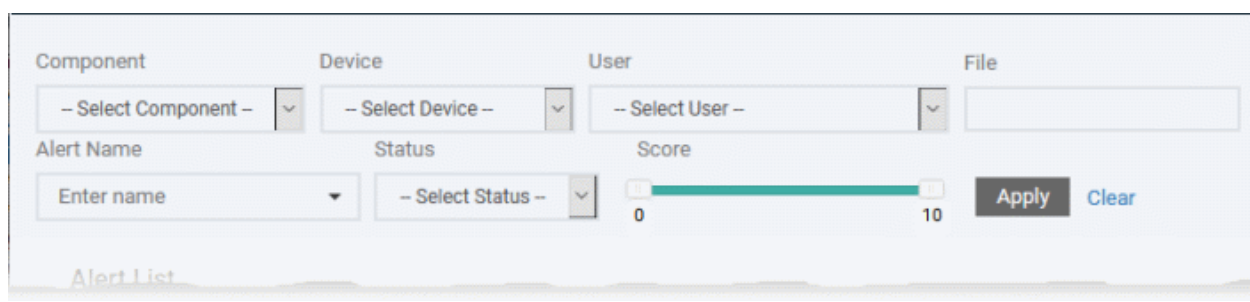 Component Device User File
-- Select Component -- -- Select Device -- -- Select User --
Alert Name Status Score
Enter name -- Select Status -- Apply Clear
0 10
Alert List